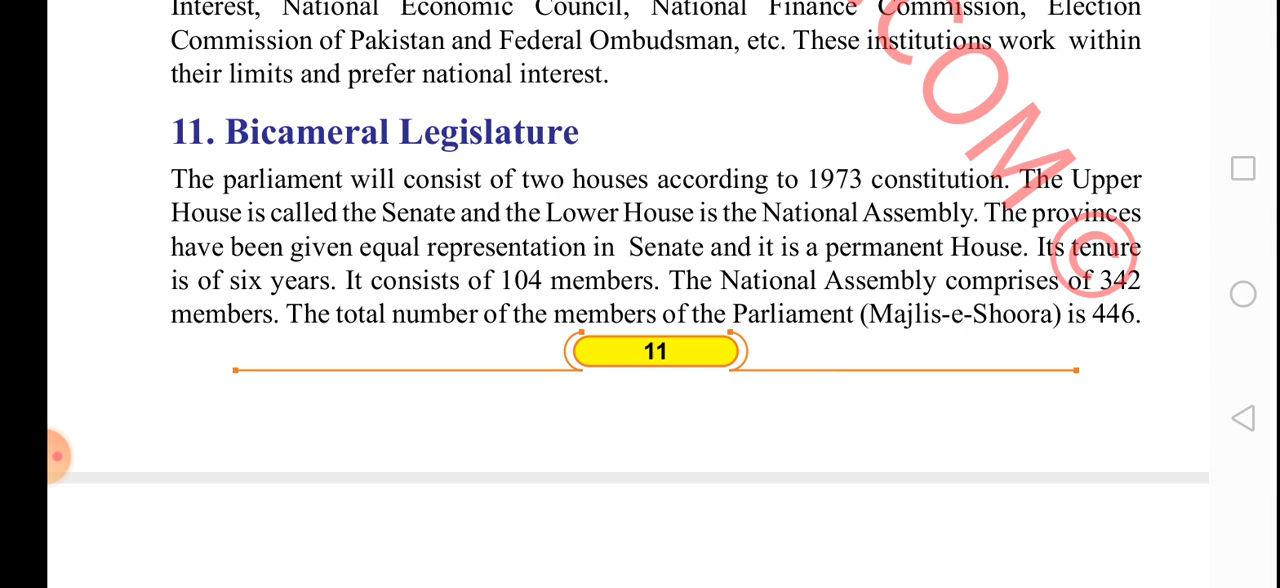 Interest, National Economic Council, National Finance Commission, Election
Commission of Pakistan and Federal Ombudsman, etc. These institutions work within
their limits and prefer national interest.
11. Bicameral Legislature
The parliament will consist of two houses according to 1973 constitution. The Upper
House is called the Senate and the Lower House is the National Assembly. The provinces
have been given equal representation in Senate and it is a permanent House. Its tenure
is of six years. It consists of 104 members. The National Assembly comprises of 342
members. The total number of the members of the Parliament (Majlis-e-Shoora) is 446.
11
.COM ©